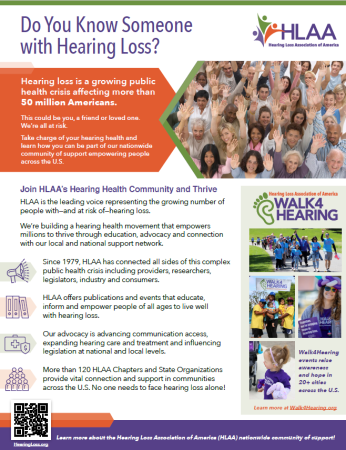 Do You Know Someone
with Hearing Loss?
HLAA
Hearing Loss Association of America
Hearing loss is a growing public
health crisis affecting more than
50 million Americans.
This could be you, a friend or loved one.
We're all at risk.
Take charge of your hearing health and
learn how you can be part of our nationwide
community of support empowering people
across the U.S.
Join HLAA's Hearing Health Community and Thrive
HLAA is the leading voice representing the growing number of
people with—and at risk of—hearing loss.
We're building a hearing health movement that empowers
millions to thrive through education, advocacy and connection
with our local and national support network.
Since 1979, HLAA has connected all sides of this complex
public health crisis including providers, researchers,
legislators, industry and consumers.
HLAA offers publications and events that educate,
inform and empower people of all ages to live well
with hearing loss.
Our advocacy is advancing communication access,
expanding hearing care and treatment and influencing
legislation at national and local levels.
More than 120 HLAA Chapters and State Organizations
provide vital connection and support in communities
across the U.S. No one needs to face hearing loss alone!
Hearing Loss Association of America
WALK4
HEARING
WALK4
HEARING
Walk4Hearing
events raise
awareness
and hope in
20+ cities
across the U.S.
Learn more at Walk4Hearing.org
HearingLoss.org
Learn more about the Hearing Loss Association of America (HLAA) nationwide community of support!